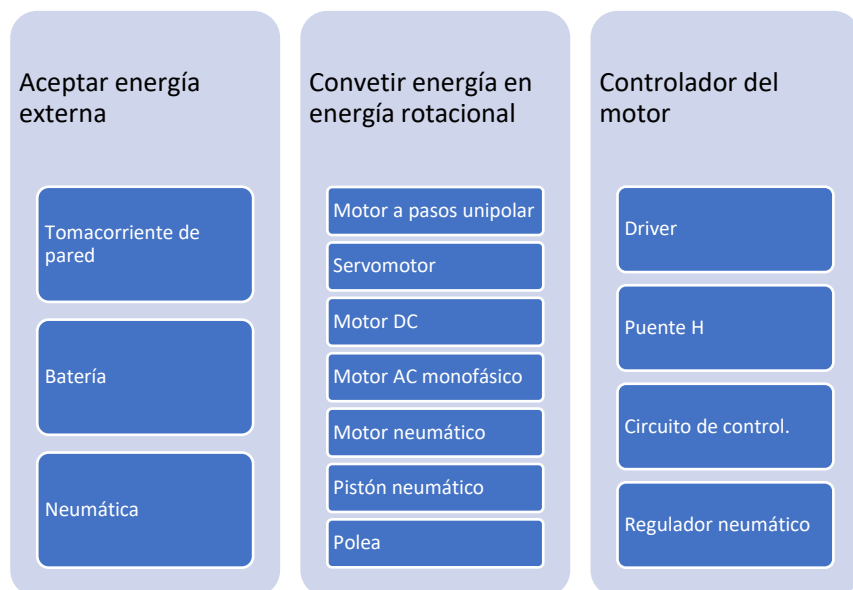 Aceptar energía
externa
Tomacorriente de
pared
Batería
Neumática
Convetir energía en
energía rotacional
Motor a pasos unipolar
Servomotor
Motor DC
Motor AC monofásico
Motor neumático
Pistón neumático
Polea
Controlador del
motor
Driver
Puente H
Circuito de control.
Regulador neumático